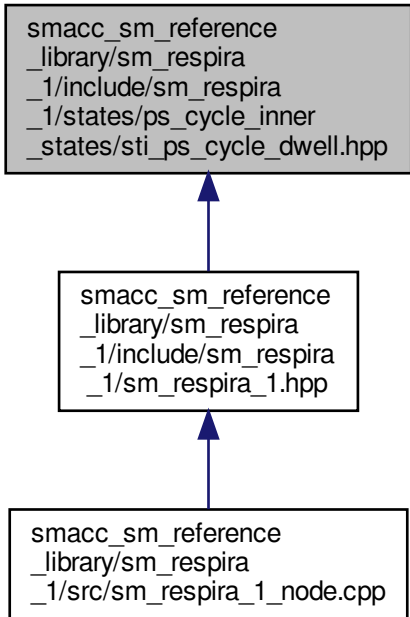 smacc_sm_reference
_library/sm_respira
_1/include/sm_respira
_1/states/ps_cycle_inner
_states/sti_ps_cycle_dwell.hpp
smacc_sm_reference
_library/sm_respira
_1/include/sm_respira
_1/sm_respira_1.hpp
smacc_sm_reference
_library/sm_respira
_1/src/sm_respira_1_node.cpp